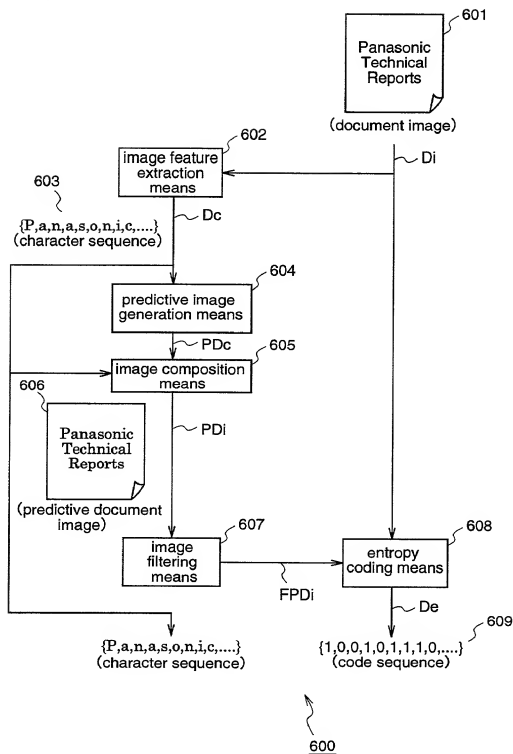 601
Panasonic
Technical
Reports
(document image)
Di
602
image feature
extraction
means
603
Dc
{P,a,n,a,s,o,n,i,c,....}
(character sequence)
604
predictive image
generation means
PDc
605
image composition
means
606
Panasonic
Technical
Reports
(predictive document
image)
PDi
607
image
filtering
means
FPDi
608
entropy
coding means
De
609
{P,a,n,a,s,o,n,i,c,....}
(character sequence)
{1,0,0,1,0,1,1,1,0,....}
(code sequence)
600